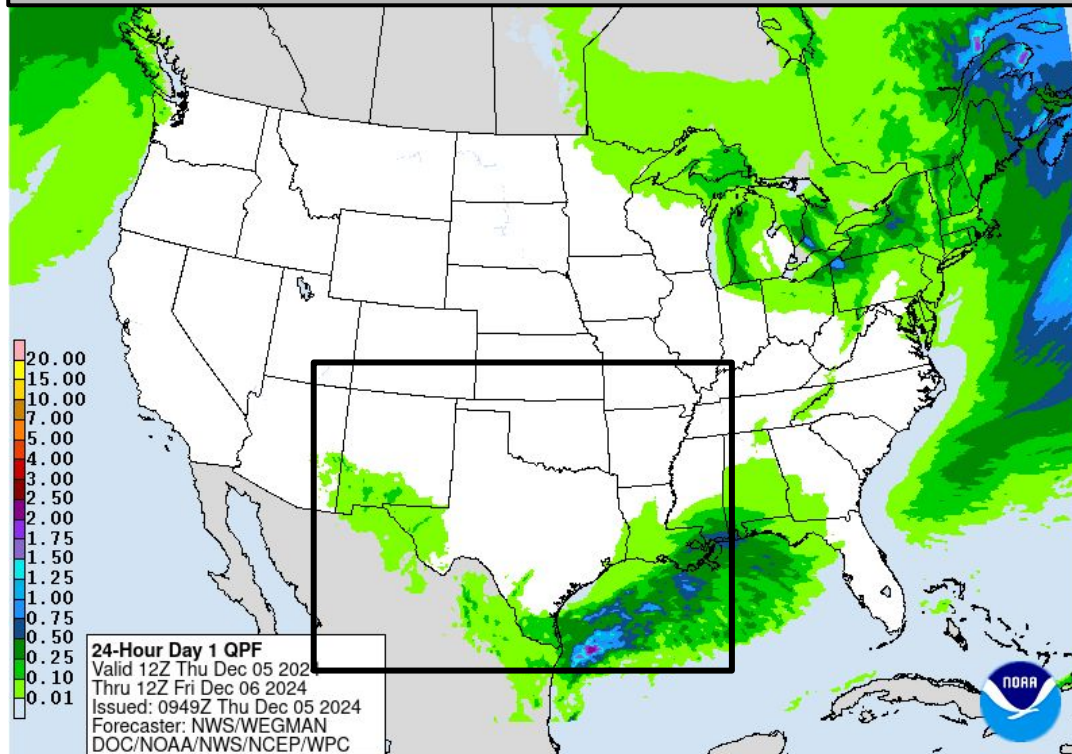 20.00
15.00
10.00
7.00
5.00
4.00
3.00
2.50
2.00
1.75
1.50
1.25
1.00
0.75
0.50
0.25
0.10
0.01
24-Hour Day 1 QPF
Valid 12Z Thu Dec 05 2024
Thru 12Z Fri Dec 06 2024
Issued: 0949Z Thu Dec 05 2024
Forecaster: NWS/WEGMAN
DOC/NOAA/NWS/NCEP/WPC
NOAA